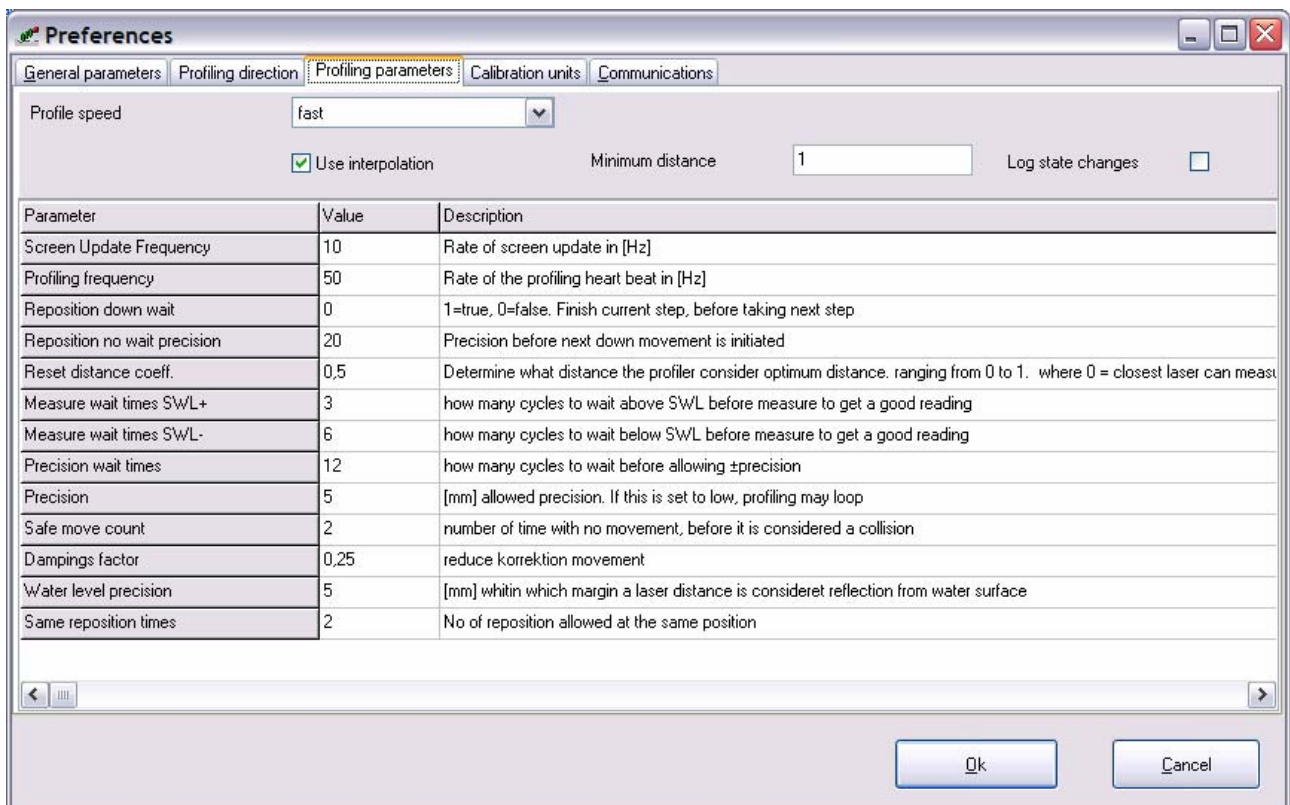 Preferences
General parameters Profiling direction Profiling parameters Calibration units Communications
Profile speed fast
Use interpolation Minimum distance 1 Log state changes
Parameter Value Description
Screen Update Frequency 10 Rate of screen update in [Hz]
Profiling frequency 50 Rate of the profiling heart beat in [Hz]
Reposition down wait 0 1=true, 0=false. Finish current step, before taking next step
Reposition no wait precision 20 Precision before next down movement is initiated
Reset distance coeff. 0,5 Determine what distance the profiler consider optimum distance. ranging from 0 to 1. where 0 = closest laser can
Measure wait times SWL+ 3 how many cycles to wait above SWL before measure to get a good reading
Measure wait times SWL- 6 how many cycles to wait below SWL before measure to get a good reading
Precision wait times 12 how many cycles to wait before allowing ±precision
Precision 5 [mm] allowed precision. If this is set to low, profiling may loop
Safe move count 2 number of time with no movement, before it is considered a collision
Dampings factor 0,25 reduce korrektion movement
Water level precision 5 [mm] whitin which margin a laser distance is consideret reflection from water surface
Same reposition times 2 No of reposition allowed at the same position
Ok Cancel